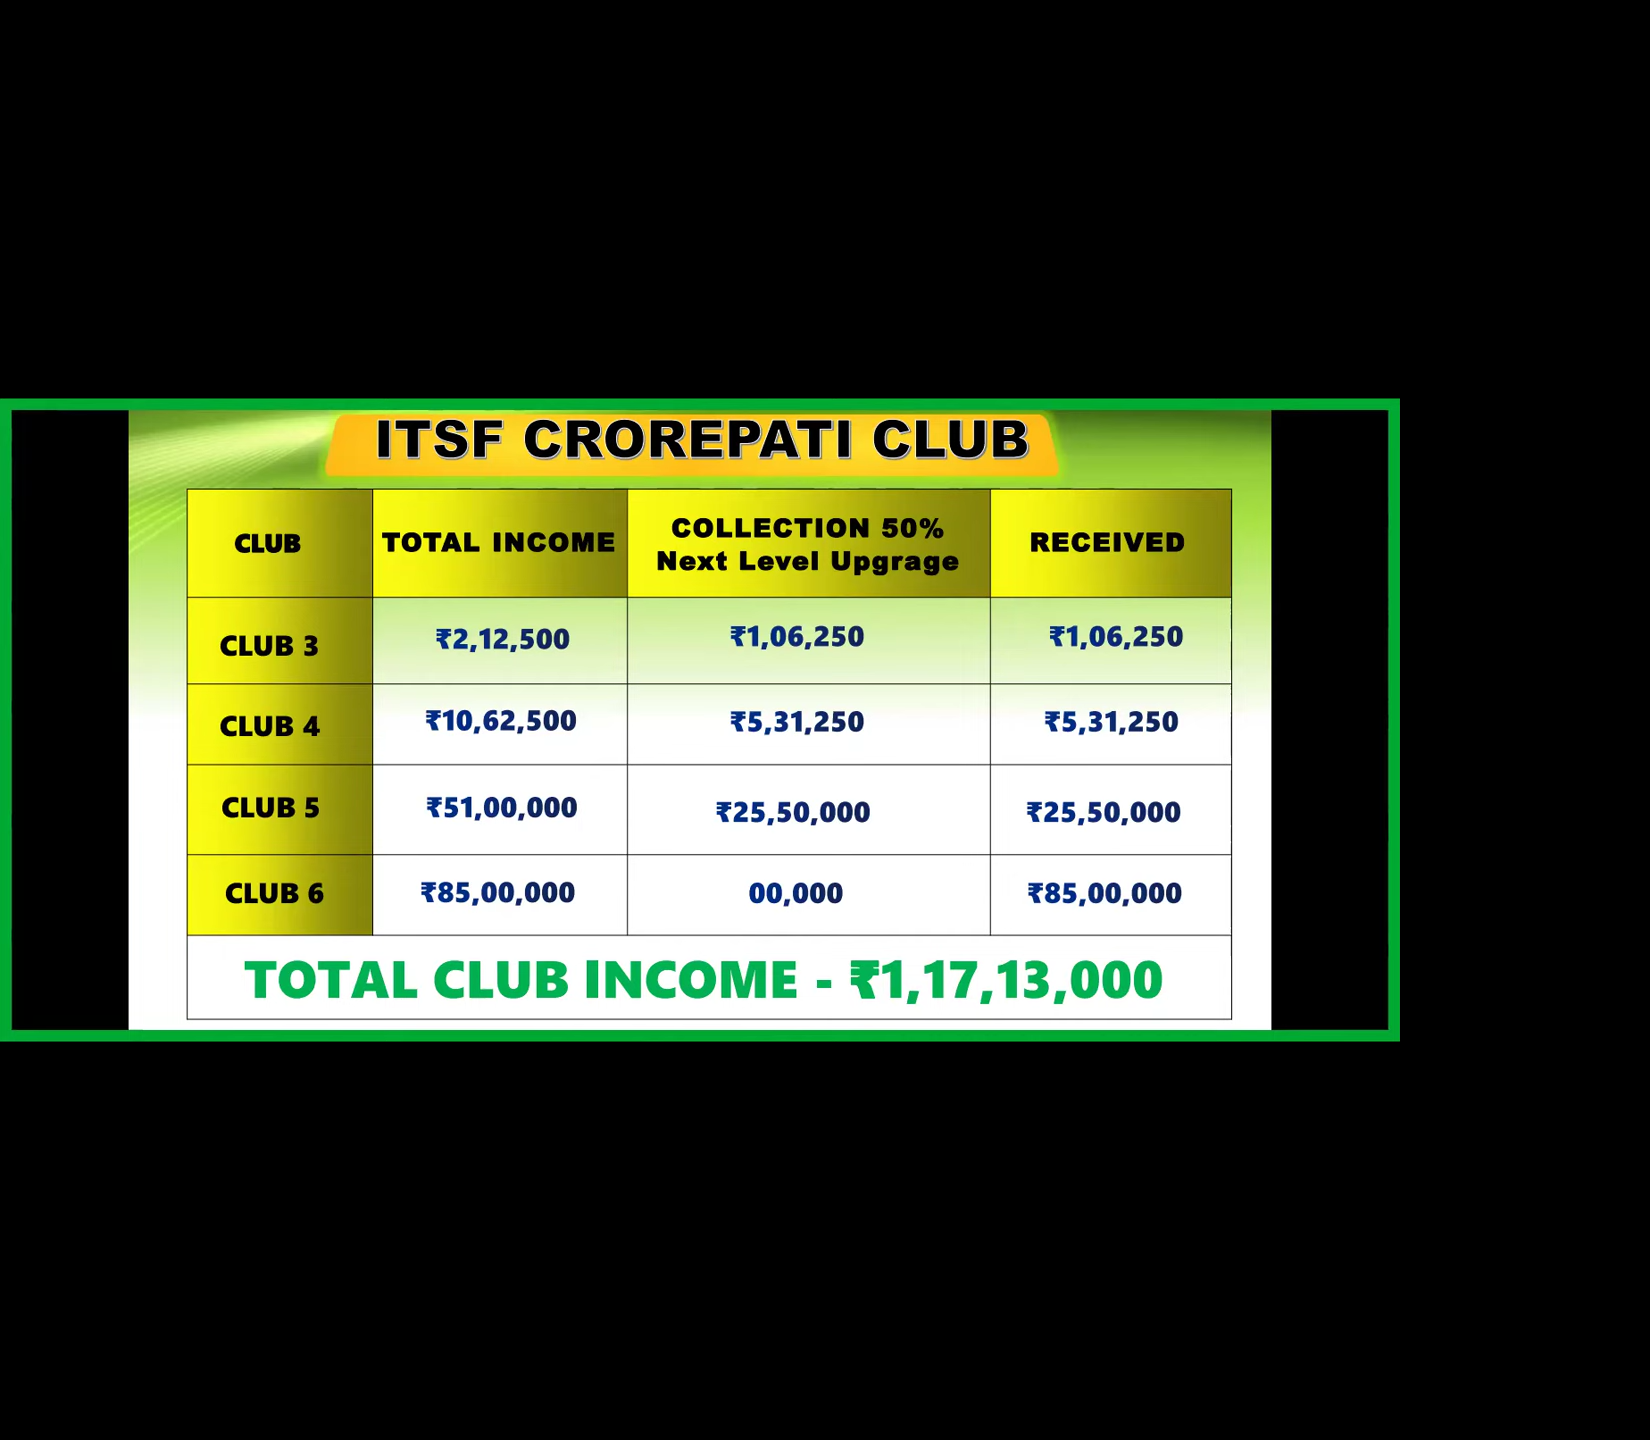 ITSF CROREPATI CLUB
CLUB
TOTAL INCOME
COLLECTION 50%
Next Level Upgrage
RECEIVED
CLUB 3
₹2,12,500
₹1,06,250
₹1,06,250
CLUB 4
₹10,62,500
₹5,31,250
₹5,31,250
CLUB 5
₹51,00,000
₹25,50,000
₹25,50,000
CLUB 6
₹85,00,000
00,000
₹85,00,000
TOTAL CLUB INCOME - ₹1,17,13,000